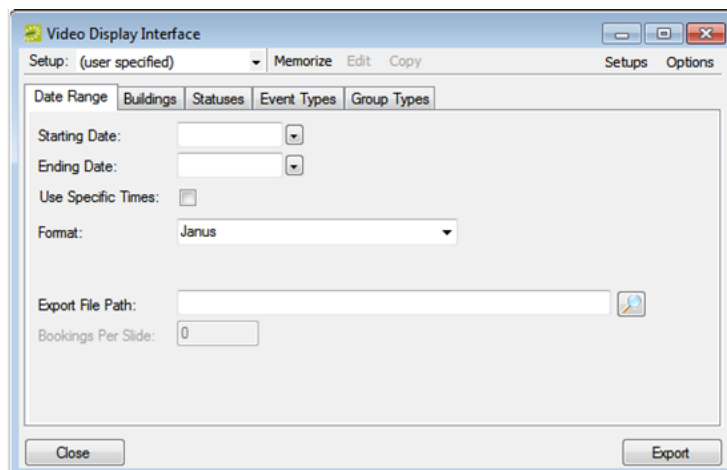 Video Display Interface
Setup: (user specified) Memorize Edit Copy Setups Options
Date Range Buildings Statuses Event Types Group Types
Starting Date:
Ending Date:
Use Specific Times:
Format: Janus
Export File Path:
Bookings Per Slide: 0
Close Export